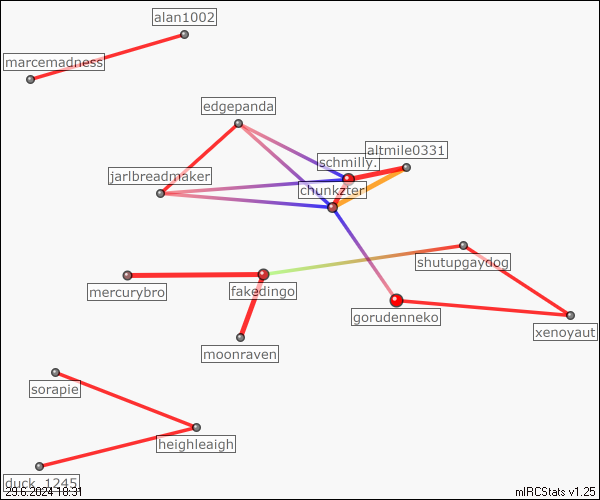 alan1002
marcemadness
edgepanda
altmile0331
schmilly.
jarlbreadmaker
chunkzter
shutupgaydog
mercurybro
fakedingo
gorudenneko
xenoyaut
moonraven
sorapie
heighleaigh
duck_1245
29.6.2024 18:31
mIRCStats v1.25